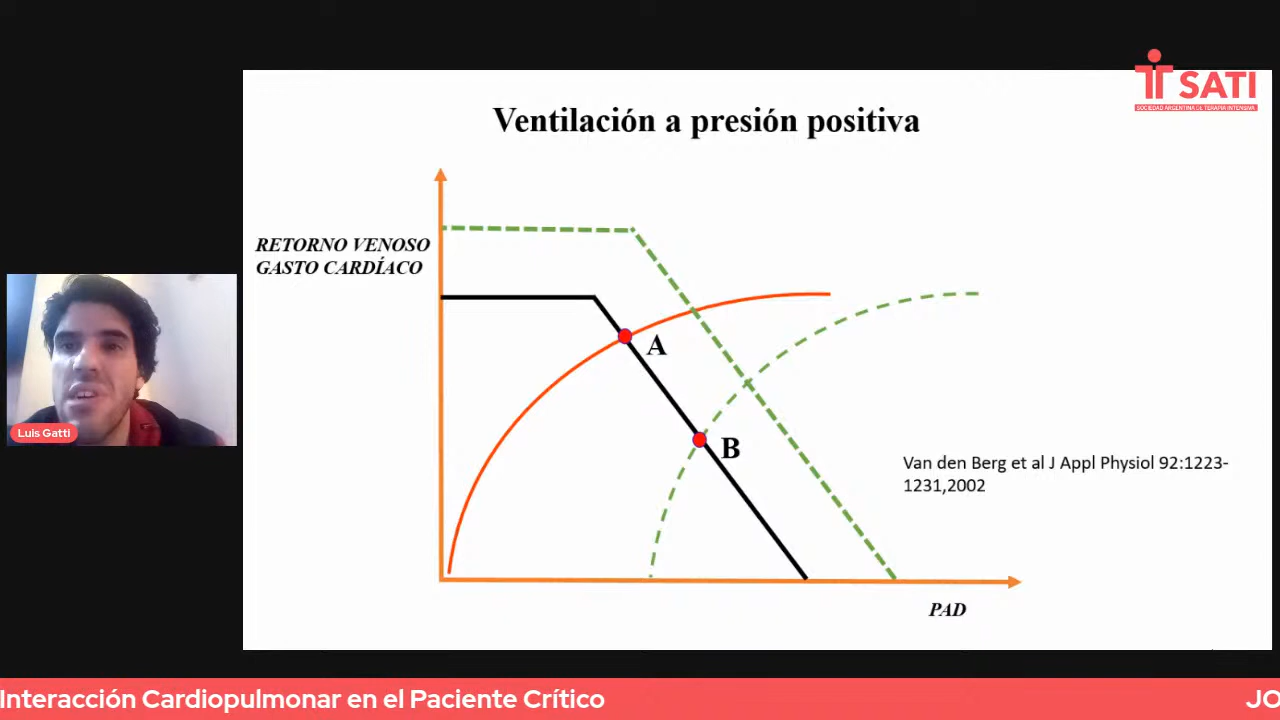 SATI
SOCIEDAD ARGENTINA DE TERAPIA INTENSIVA
Ventilación a presión positiva
RETORNO VENOSO
GASTO CARDÍACO
A
B
Van den Berg et al J Appl Physiol 92:1223-
1231,2002
PAD
Luis Gatti
Interacción Cardiopulmonar en el Paciente Crítico
JO